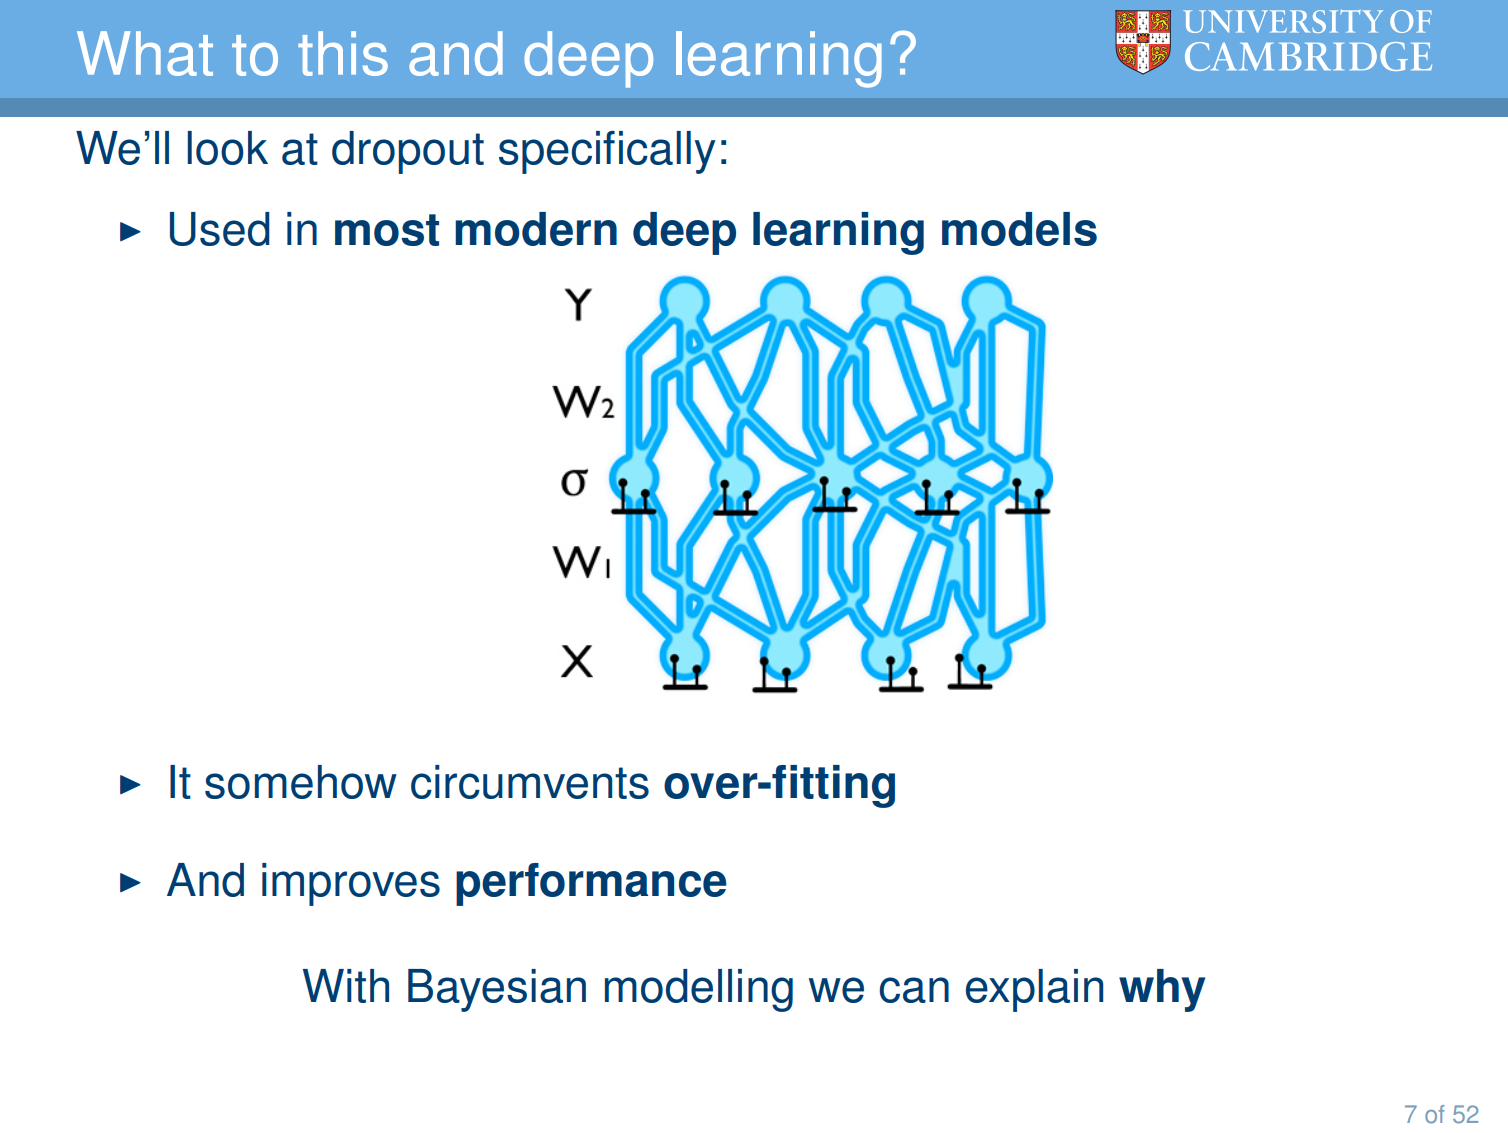 What to this and deep learning?
UNIVERSITY OF
CAMBRIDGE
We'll look at dropout specifically:
▶ Used in most modern deep learning models
Y
W₂
σ
W₁
X
▶ It somehow circumvents over-fitting
▶ And improves performance
With Bayesian modelling we can explain why
7 of 52